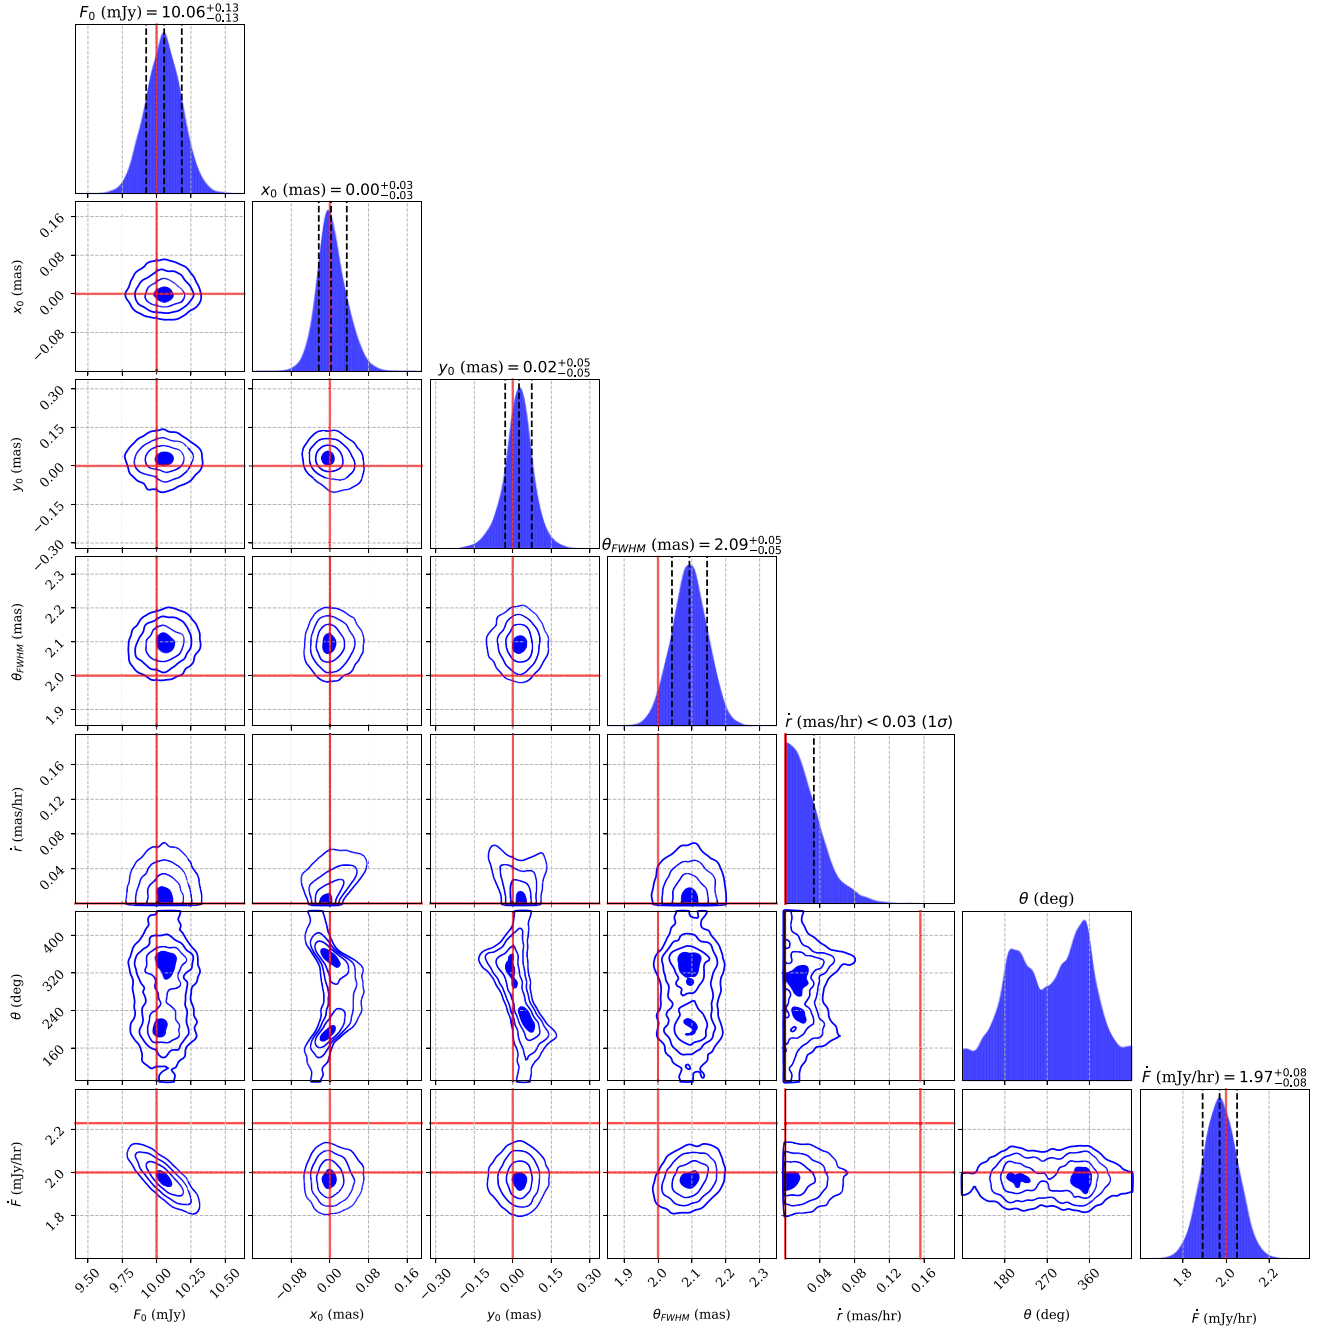 F₀ (mJy) = 10.06⁺⁰·¹³₋₀.₁₃
x₀ (mas) = 0.00⁺⁰·⁰³₋₀.₀₃
0.16
0.08
0.00
−0.08
x₀ (mas)
y₀ (mas) = 0.02⁺⁰·⁰⁵₋₀.₀₅
0.30
0.15
0.00
−0.15
−0.30
y₀ (mas)
θ_FWHM (mas) = 2.09⁺⁰·⁰⁵₋₀.₀₅
2.3
2.2
2.1
2.0
1.9
θ_FWHM (mas)
ṙ (mas/hr) < 0.03 (1σ)
0.16
0.12
0.08
0.04
ṙ (mas/hr)
θ (deg)
400
320
240
160
θ (deg)
Ḟ (mJy/hr) = 1.97⁺⁰·⁰⁸₋₀.₀₈
2.2
2.0
1.8
Ḟ (mJy/hr)
9.50 9.75 10.00 10.25 10.50
−0.08 0.00 0.08 0.16
−0.30 −0.15 0.00 0.15 0.30
1.9 2.0 2.1 2.2 2.3
0.04 0.08 0.12 0.16
180 270 360
1.8 2.0 2.2
F₀ (mJy)
x₀ (mas)
y₀ (mas)
θ_FWHM (mas)
ṙ (mas/hr)
θ (deg)
Ḟ (mJy/hr)